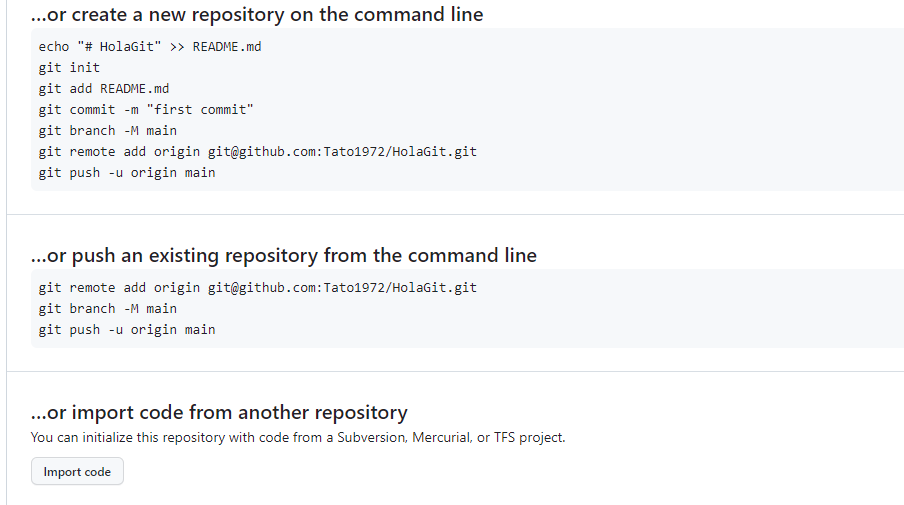 ...or create a new repository on the command line
echo "# HolaGit" >> README.md
git init
git add README.md
git commit -m "first commit"
git branch -M main
git remote add origin git@github.com:Tato1972/HolaGit.git
git push -u origin main
...or push an existing repository from the command line
git remote add origin git@github.com:Tato1972/HolaGit.git
git branch -M main
git push -u origin main
...or import code from another repository
You can initialize this repository with code from a Subversion, Mercurial, or TFS project.
Import code